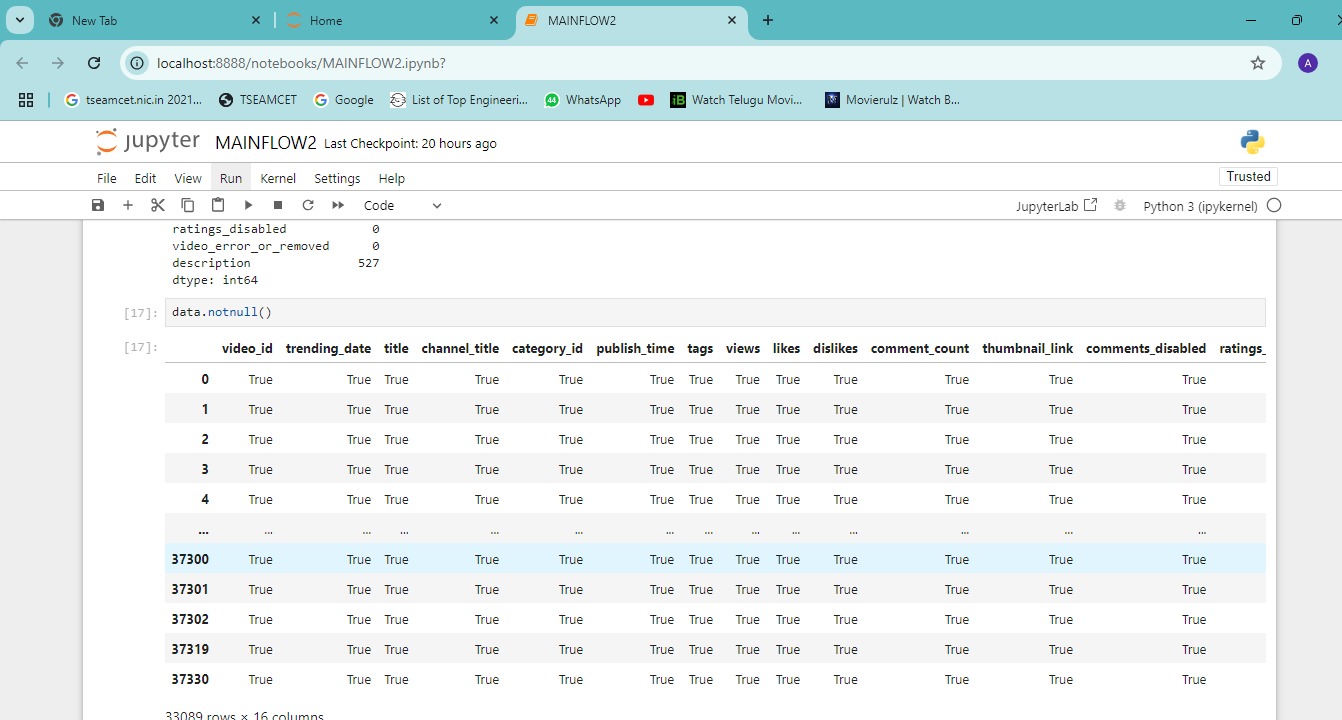 New Tab
Home
MAINFLOW2
localhost:8888/notebooks/MAINFLOW2.ipynb?
A
tseamcet.nic.in 2021... TSEAMCET Google List of Top Engineeri... 44 WhatsApp iB Watch Telugu Movi... Movierulz | Watch B...
jupyter MAINFLOW2 Last Checkpoint: 20 hours ago
File Edit View Run Kernel Settings Help
Trusted
Code
JupyterLab Python 3 (ipykernel)
ratings_disabled 0
video_error_or_removed 0
description 527
dtype: int64
[17]: data.notnull()
[17]:
video_id trending_date title channel_title category_id publish_time tags views likes dislikes comment_count thumbnail_link comments_disabled ratings_
0 True True True True True True True True True True True True True
1 True True True True True True True True True True True True True
2 True True True True True True True True True True True True True
3 True True True True True True True True True True True True True
4 True True True True True True True True True True True True True
... ... ... ... ... ... ... ... ... ... ... ... ... ...
37300 True True True True True True True True True True True True True
37301 True True True True True True True True True True True True True
37302 True True True True True True True True True True True True True
37319 True True True True True True True True True True True True True
37330 True True True True True True True True True True True True True
33089 rows × 16 columns